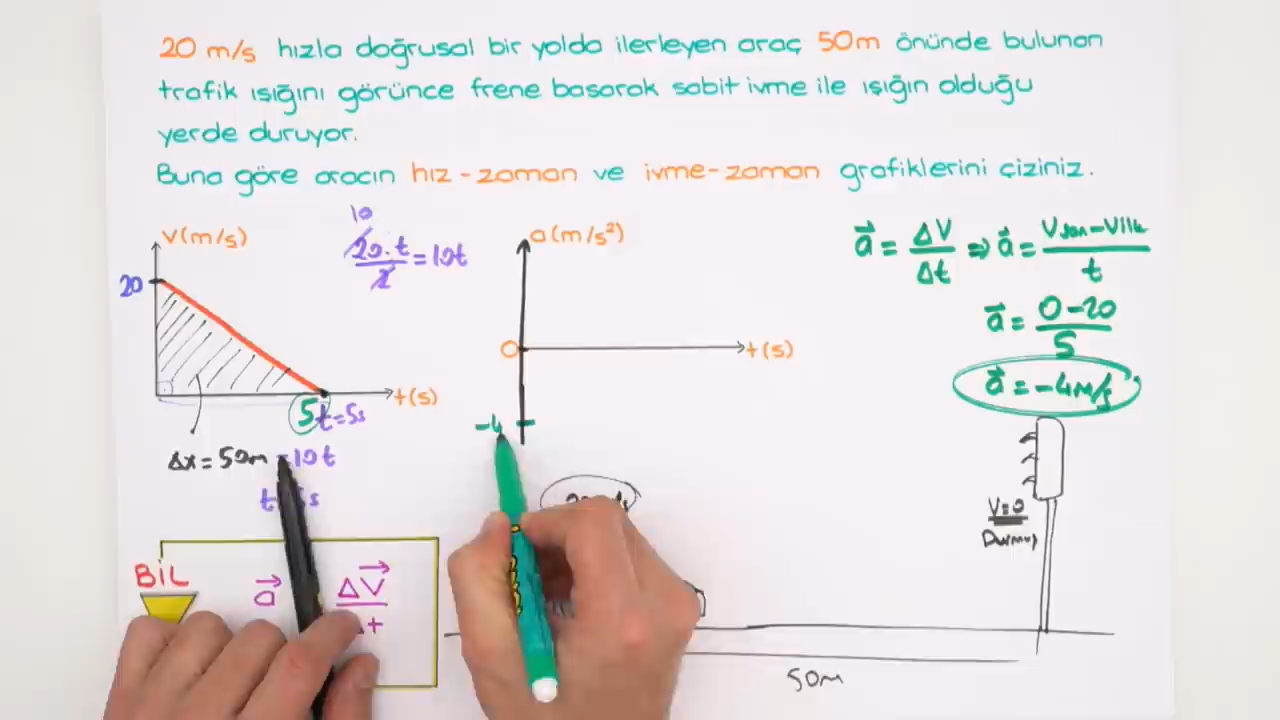 20 m/s hızla doğrusal bir yolda ilerleyen araç 50m önünde bulunan
trafik ışığını görünce frene basarak sabit ivme ile ışığın olduğu
yerde duruyor.
Buna göre aracın hız-zaman ve ivme-zaman grafiklerini çiziniz.
V(m/s)
20
5
t=5s
t(s)
Δx = 50m = 10t
10
20.t/2 = 10t
a(m/s²)
0
t(s)
-4
a = ΔV/Δt ⇒ a = Vson-Vilk/t
a = 0-20/5
a = -4m/s
V=0
50m
BİL
a
ΔV